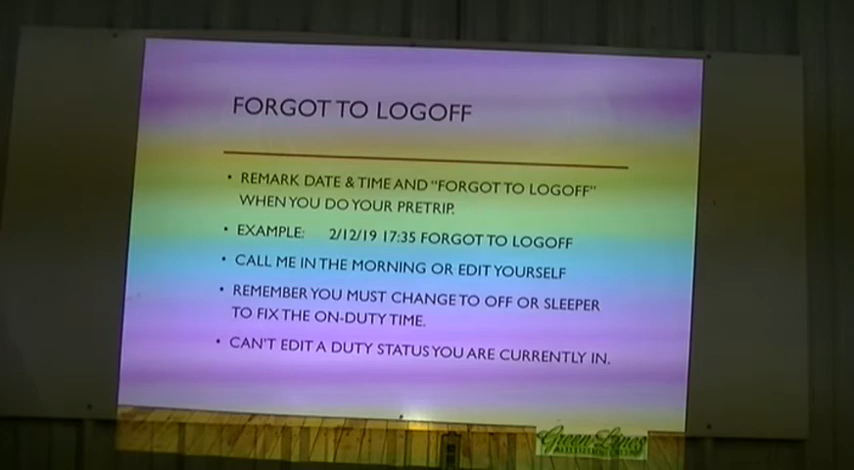 FORGOT TO LOGOFF
• REMARK DATE & TIME AND "FORGOT TO LOGOFF"
WHEN YOU DO YOUR PRETRIP.
• EXAMPLE: 2/12/19 17:35 FORGOT TO LOGOFF
• CALL ME IN THE MORNING OR EDIT YOURSELF
• REMEMBER YOU MUST CHANGE TO OFF OR SLEEPER
TO FIX THE ON-DUTY TIME.
• CAN'T EDIT A DUTY STATUS YOU ARE CURRENTLY IN.
Green Lines